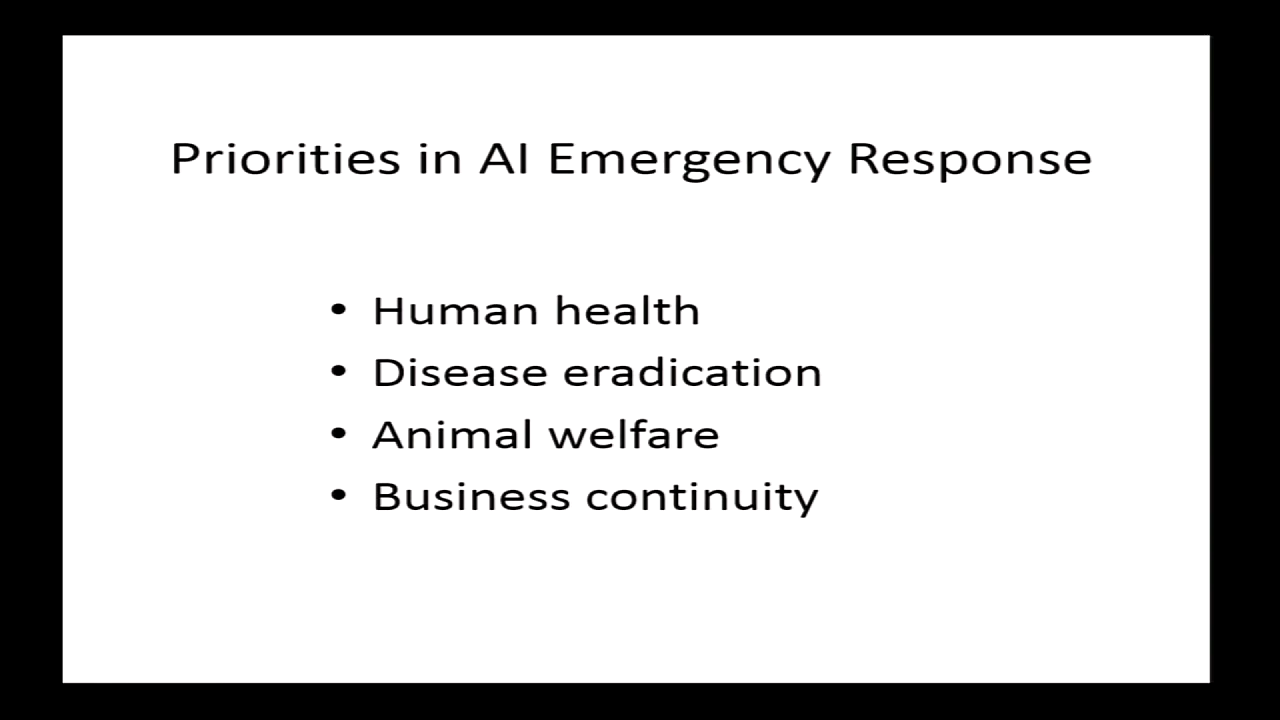 Priorities in AI Emergency Response
• Human health
• Disease eradication
• Animal welfare
• Business continuity